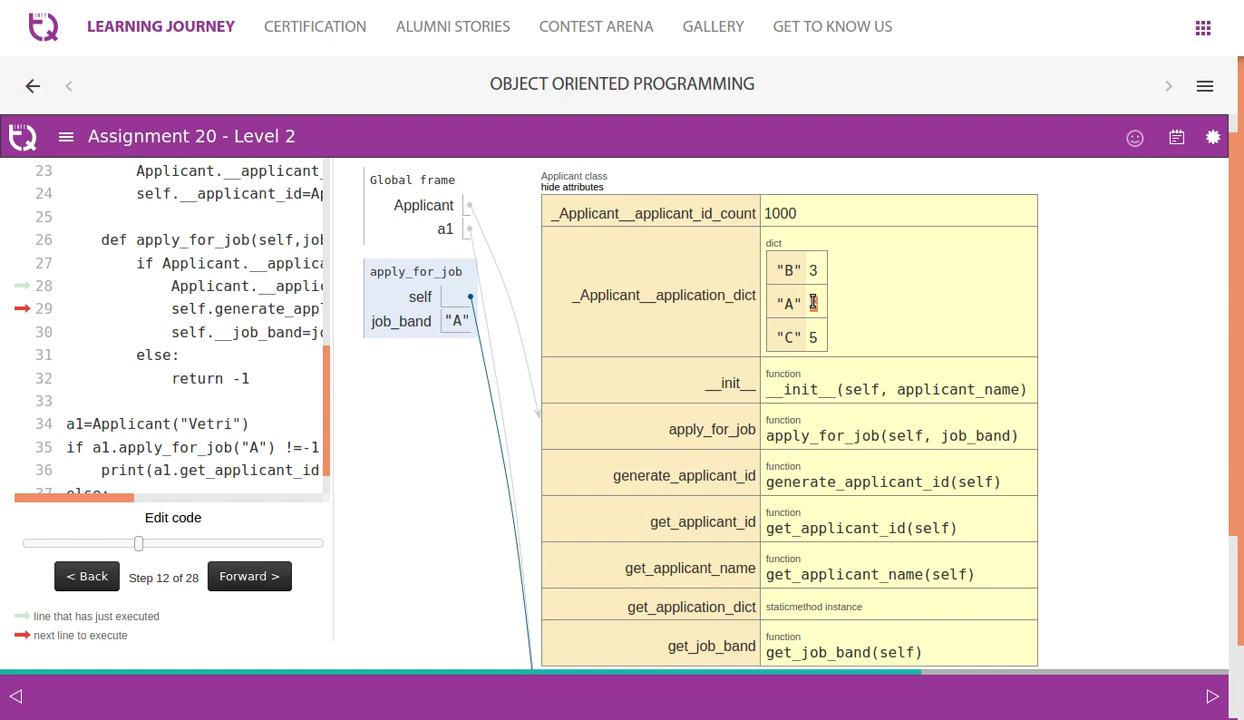 LEARNING JOURNEY CERTIFICATION ALUMNI STORIES CONTEST ARENA GALLERY GET TO KNOW US
OBJECT ORIENTED PROGRAMMING
Assignment 20 - Level 2
23 Applicant.__applicant_
24 self.__applicant_id=Ap
25
26 def apply_for_job(self,job
27 if Applicant.__applica
28 Applicant.__applic
29 self.generate_appl
30 self.__job_band=jo
31 else:
32 return -1
33
34 a1=Applicant("Vetri")
35 if a1.apply_for_job("A") !=-1
36 print(a1.get_applicant_id
37 else:
Edit code
< Back Step 12 of 28 Forward >
line that has just executed
next line to execute
Global frame
Applicant
a1
apply_for_job
self
job_band "A"
Applicant class
hide attributes
_Applicant__applicant_id_count 1000
_Applicant__application_dict
dict
"B" 3
"A"
"C" 5
__init__ function
__init__(self, applicant_name)
apply_for_job function
apply_for_job(self, job_band)
generate_applicant_id function
generate_applicant_id(self)
get_applicant_id function
get_applicant_id(self)
get_applicant_name function
get_applicant_name(self)
get_application_dict staticmethod instance
get_job_band function
get_job_band(self)